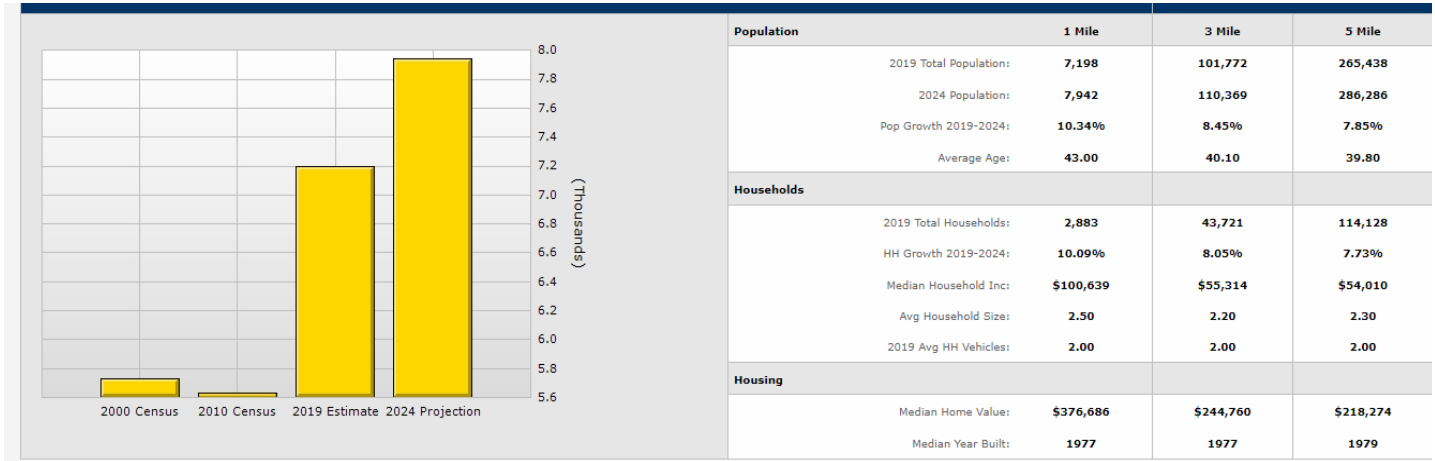 8.0
7.8
7.6
7.4
7.2
7.0
6.8
6.6
6.4
6.2
6.0
5.8
5.6
(Thousands)
2000 Census 2010 Census 2019 Estimate 2024 Projection
Population 1 Mile 3 Mile 5 Mile
2019 Total Population: 7,198 101,772 265,438
2024 Population: 7,942 110,369 286,286
Pop Growth 2019-2024: 10.34% 8.45% 7.85%
Average Age: 43.00 40.10 39.80
Households
2019 Total Households: 2,883 43,721 114,128
HH Growth 2019-2024: 10.09% 8.05% 7.73%
Median Household Inc: $100,639 $55,314 $54,010
Avg Household Size: 2.50 2.20 2.30
2019 Avg HH Vehicles: 2.00 2.00 2.00
Housing
Median Home Value: $376,686 $244,760 $218,274
Median Year Built: 1977 1977 1979